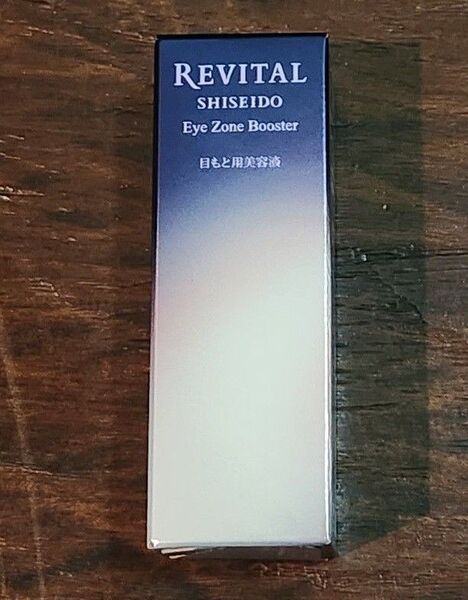 REVITAL
SHISEIDO
Eye Zone Booster
目もと用美容液